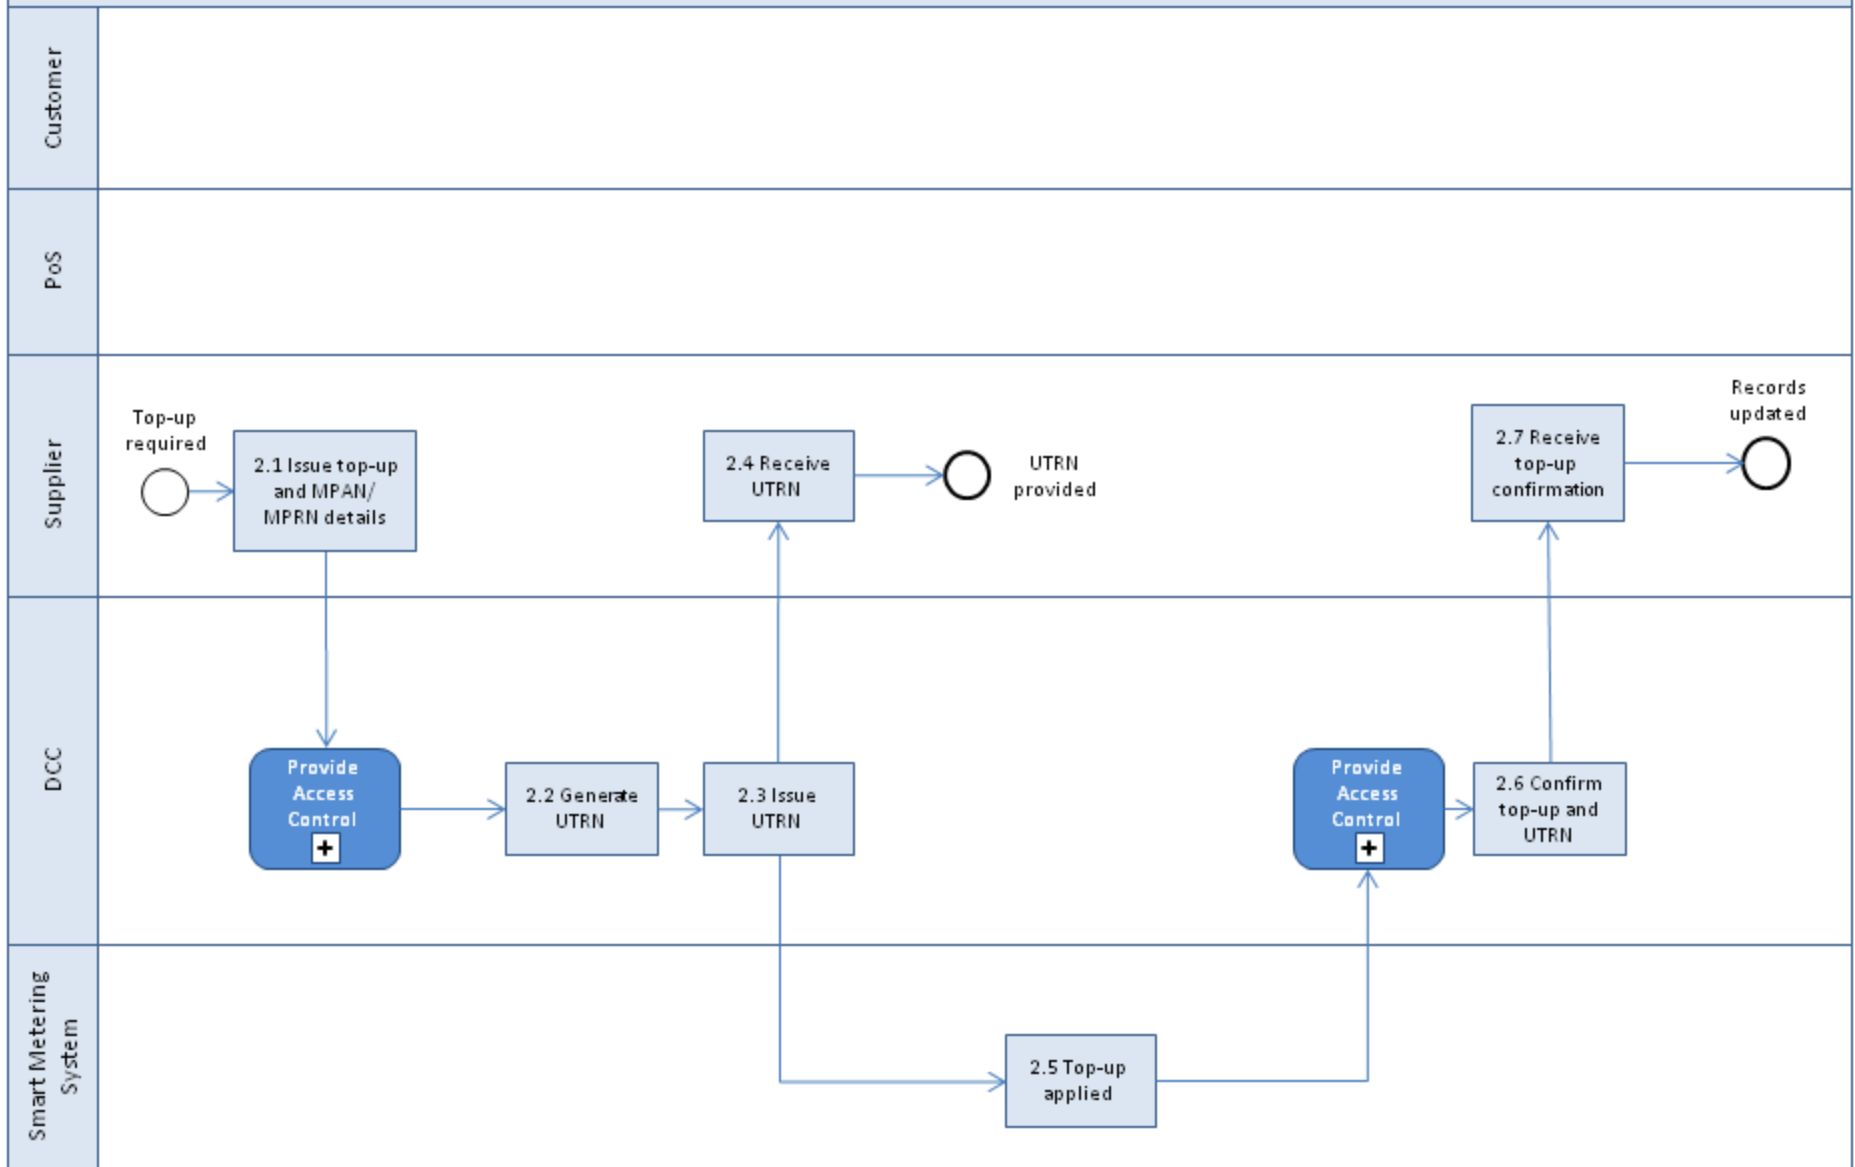 Customer
PoS
Supplier
Top-up
required
2.1 Issue top-up
and MPAN/
MPRN details
2.4 Receive
UTRN
UTRN
provided
2.7 Receive
top-up
confirmation
Records
updated
DCC
Provide
Access
Control
2.2 Generate
UTRN
2.3 Issue
UTRN
Provide
Access
Control
2.6 Confirm
top-up and
UTRN
Smart Metering
System
2.5 Top-up
applied